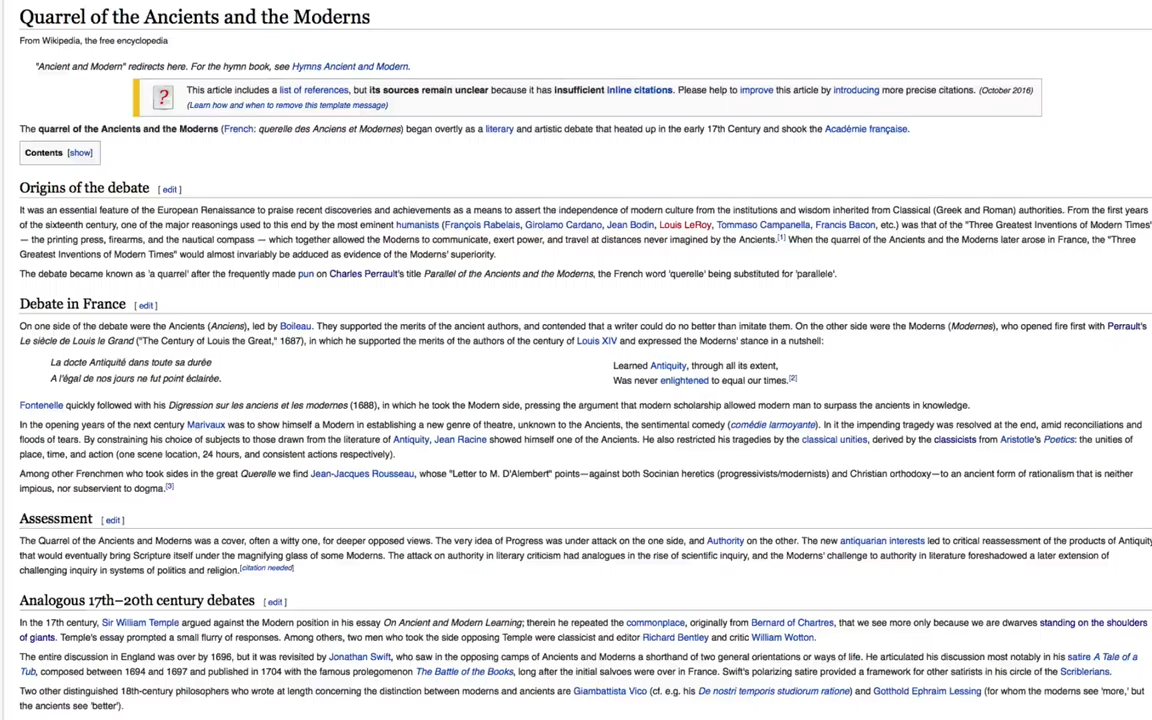 Quarrel of the Ancients and the Moderns
From Wikipedia, the free encyclopedia
"Ancient and Modern" redirects here. For the hymn book, see Hymns Ancient and Modern.
?
This article includes a list of references, but its sources remain unclear because it has insufficient inline citations. Please help to improve this article by introducing more precise citations. (October 2016)
(Learn how and when to remove this template message)
The quarrel of the Ancients and the Moderns (French: querelle des Anciens et Modernes) began overtly as a literary and artistic debate that heated up in the early 17th Century and shook the Académie française.
Contents [show]
Origins of the debate [ edit ]
It was an essential feature of the European Renaissance to praise recent discoveries and achievements as a means to assert the independence of modern culture from the institutions and wisdom inherited from Classical (Greek and Roman) authorities. From the first years
of the sixteenth century, one of the major reasonings used to this end by the most eminent humanists (François Rabelais, Girolamo Cardano, Jean Bodin, Louis LeRoy, Tommaso Campanella, Francis Bacon, etc.) was that of the "Three Greatest Inventions of Modern Times"
— the printing press, firearms, and the nautical compass — which together allowed the Moderns to communicate, exert power, and travel at distances never imagined by the Ancients.[1] When the quarrel of the Ancients and the Moderns later arose in France, the "Three
Greatest Inventions of Modern Times" would almost invariably be adduced as evidence of the Moderns' superiority.
The debate became known as 'a quarrel' after the frequently made pun on Charles Perrault's title Parallel of the Ancients and the Moderns, the French word 'querelle' being substituted for 'parallele'.
Debate in France [ edit ]
On one side of the debate were the Ancients (Anciens), led by Boileau. They supported the merits of the ancient authors, and contended that a writer could do no better than imitate them. On the other side were the Moderns (Modernes), who opened fire first with Perrault's
Le siècle de Louis le Grand ("The Century of Louis the Great," 1687), in which he supported the merits of the authors of the century of Louis XIV and expressed the Moderns' stance in a nutshell:
La docte Antiquité dans toute sa durée
A l'égal de nos jours ne fut point éclairée.
Learned Antiquity, through all its extent,
Was never enlightened to equal our times.[2]
Fontenelle quickly followed with his Digression sur les anciens et les modernes (1688), in which he took the Modern side, pressing the argument that modern scholarship allowed modern man to surpass the ancients in knowledge.
In the opening years of the next century Marivaux was to show himself a Modern in establishing a new genre of theatre, unknown to the Ancients, the sentimental comedy (comédie larmoyante). In it the impending tragedy was resolved at the end, amid reconciliations and
floods of tears. By constraining his choice of subjects to those drawn from the literature of Antiquity, Jean Racine showed himself one of the Ancients. He also restricted his tragedies by the classical unities, derived by the classicists from Aristotle's Poetics: the unities of
place, time, and action (one scene location, 24 hours, and consistent actions respectively).
Among other Frenchmen who took sides in the great Querelle we find Jean-Jacques Rousseau, whose "Letter to M. D'Alembert" points—against both Socinian heretics (progressivists/modernists) and Christian orthodoxy—to an ancient form of rationalism that is neither
impious, nor subservient to dogma.[3]
Assessment [ edit ]
The Quarrel of the Ancients and Moderns was a cover, often a witty one, for deeper opposed views. The very idea of Progress was under attack on the one side, and Authority on the other. The new antiquarian interests led to critical reassessment of the products of Antiquity
that would eventually bring Scripture itself under the magnifying glass of some Moderns. The attack on authority in literary criticism had analogues in the rise of scientific inquiry, and the Moderns' challenge to authority in literature foreshadowed a later extension of
challenging inquiry in systems of politics and religion.[citation needed]
Analogous 17th–20th century debates [ edit ]
In the 17th century, Sir William Temple argued against the Modern position in his essay On Ancient and Modern Learning; therein he repeated the commonplace, originally from Bernard of Chartres, that we see more only because we are dwarves standing on the shoulders
of giants. Temple's essay prompted a small flurry of responses. Among others, two men who took the side opposing Temple were classicist and editor Richard Bentley and critic William Wotton.
The entire discussion in England was over by 1696, but it was revisited by Jonathan Swift, who saw in the opposing camps of Ancients and Moderns a shorthand of two general orientations or ways of life. He articulated his discussion most notably in his satire A Tale of a
Tub, composed between 1694 and 1697 and published in 1704 with the famous prolegomenon The Battle of the Books, long after the initial salvoes were over in France. Swift's polarizing satire provided a framework for other satirists in his circle of the Scriblerians.
Two other distinguished 18th-century philosophers who wrote at length concerning the distinction between moderns and ancients are Giambattista Vico (cf. e.g. his De nostri temporis studiorum ratione) and Gotthold Ephraim Lessing (for whom the moderns see 'more,' but
the ancients see 'better').